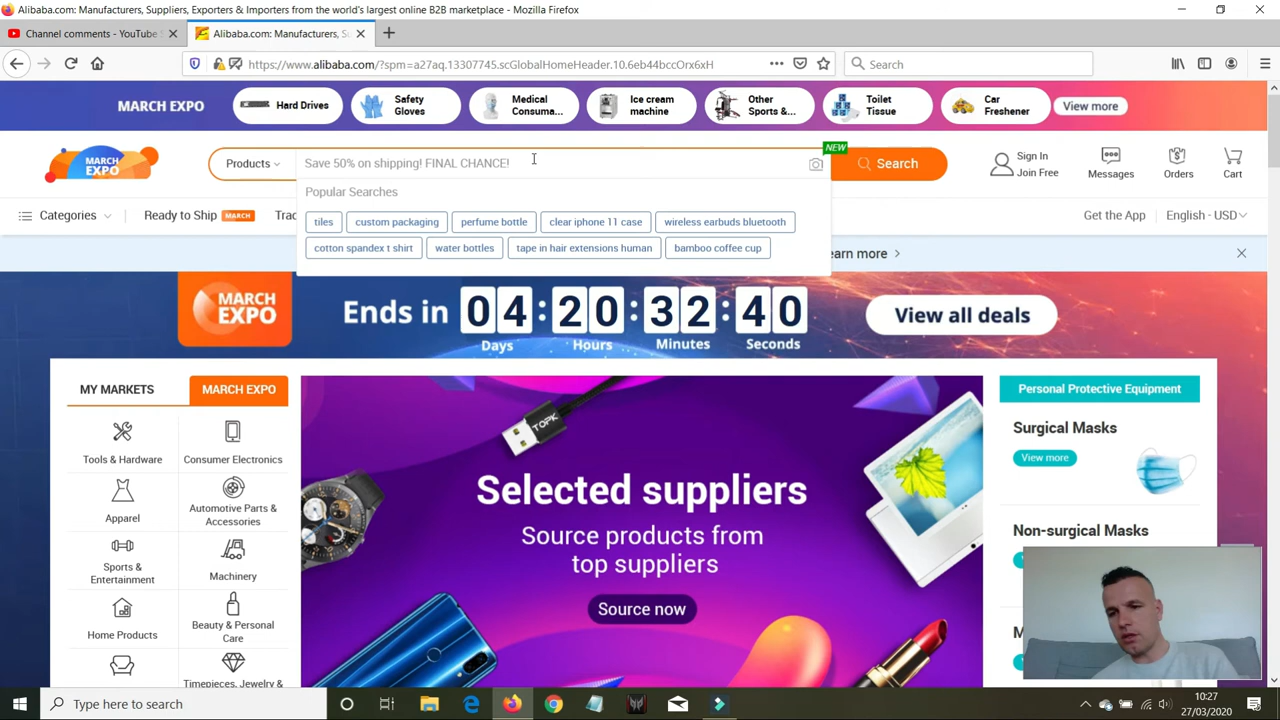 Alibaba.com: Manufacturers, Suppliers, Exporters & Importers from the world's largest online B2B marketplace - Mozilla Firefox
Channel comments - YouTube S
Alibaba.com: Manufacturers, Su
https://www.alibaba.com/?spm=a27aq.13307745.scGlobalHomeHeader.10.6eb44bccOrx6xH
Search
MARCH EXPO
Hard Drives
Safety
Gloves
Medical
Consuma...
Ice cream
machine
Other
Sports &...
Toilet
Tissue
Car
Freshener
View more
MARCH
EXPO
Products
Save 50% on shipping! FINAL CHANCE!
NEW
Search
Sign In
Join Free
Messages
Orders
Cart
Popular Searches
tiles
custom packaging
perfume bottle
clear iphone 11 case
wireless earbuds bluetooth
cotton spandex t shirt
water bottles
tape in hair extensions human
bamboo coffee cup
Categories
Ready to Ship
MARCH
Trac
Get the App
English - USD
earn more
MARCH
EXPO
Ends in
04:20:32:40
Days
Hours
Minutes
Seconds
View all deals
MY MARKETS
MARCH EXPO
Tools & Hardware
Consumer Electronics
Apparel
Automotive Parts &
Accessories
Sports &
Entertainment
Machinery
Home Products
Beauty & Personal
Care
Timepieces, Jewelry &
TOPK
Selected suppliers
Source products from
top suppliers
Source now
Personal Protective Equipment
Surgical Masks
View more
Non-surgical Masks
Type here to search
10:27
27/03/2020